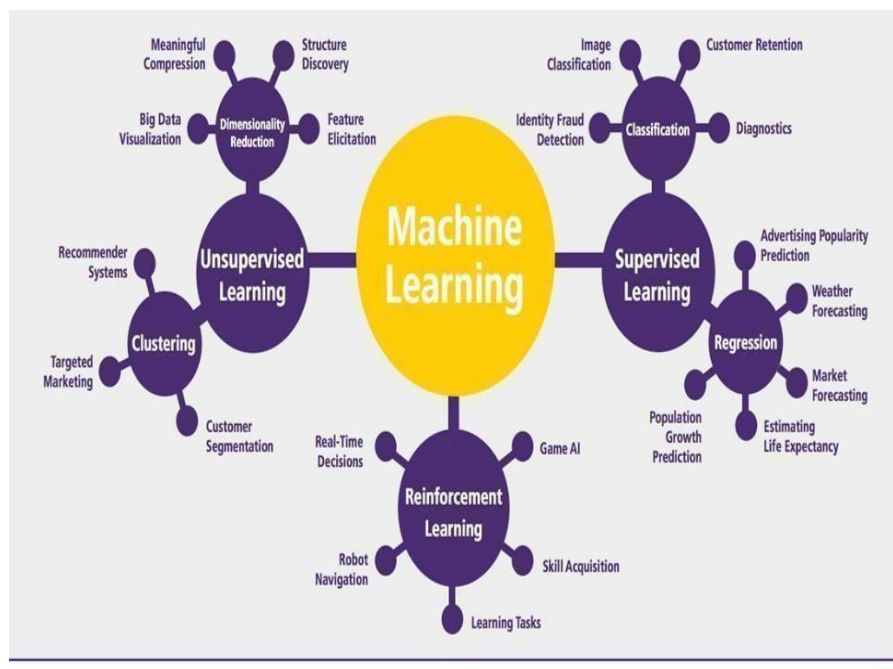 Meaningful
Compression
Structure
Discovery
Big Data
Visualization
Dimensionality
Reduction
Feature
Elicitation
Image
Classification
Customer Retention
Identity Fraud
Detection
Classification
Diagnostics
Machine
Learning
Unsupervised
Learning
Supervised
Learning
Recommender
Systems
Clustering
Targeted
Marketing
Customer
Segmentation
Advertising Popularity
Prediction
Weather
Forecasting
Regression
Market
Forecasting
Population
Growth
Prediction
Estimating
Life Expectancy
Real-Time
Decisions
Game AI
Reinforcement
Learning
Robot
Navigation
Skill Acquisition
Learning Tasks